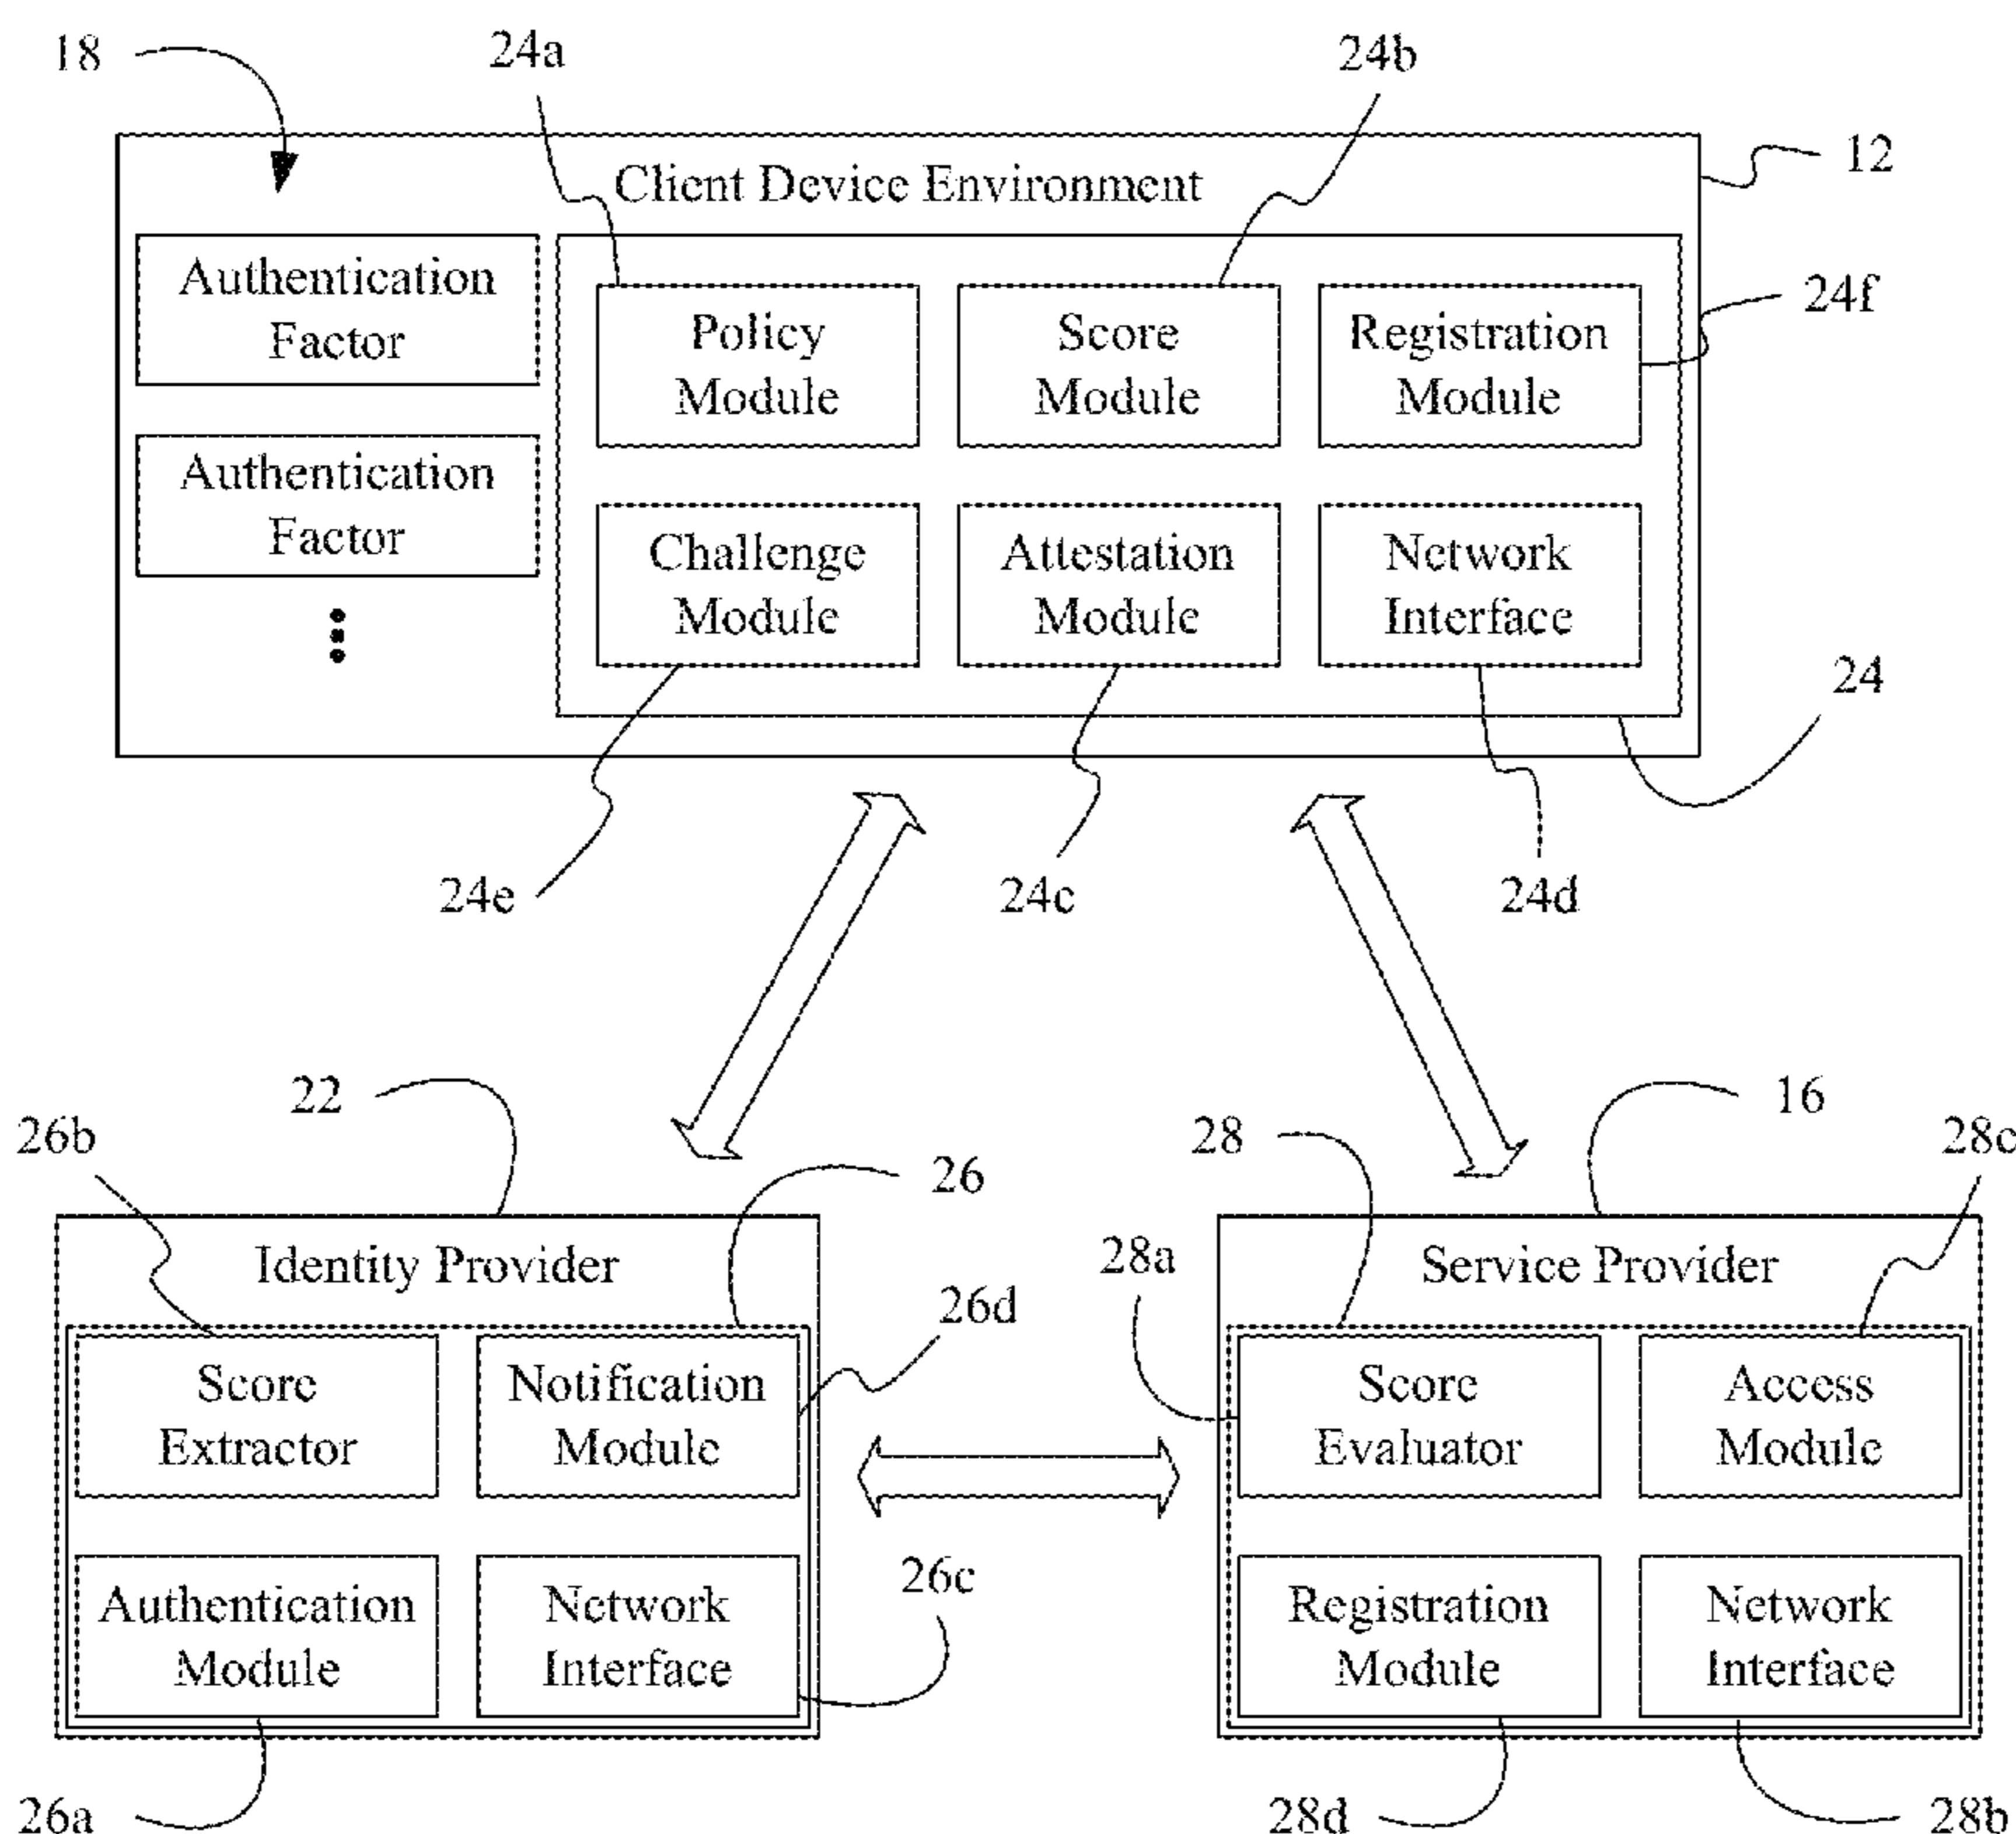 18
24a
24b
12
Client Device Environment
Authentication
Factor
Policy
Module
Score
Module
Registration
Module
24f
Authentication
Factor
Challenge
Module
Attestation
Module
Network
Interface
24
24e
24c
24d
22
16
26b
26
28
28c
Identity Provider
28a
Service Provider
26d
Score
Extractor
Notification
Module
Score
Evaluator
Access
Module
26c
Authentication
Module
Network
Interface
Registration
Module
Network
Interface
26a
28d
28b